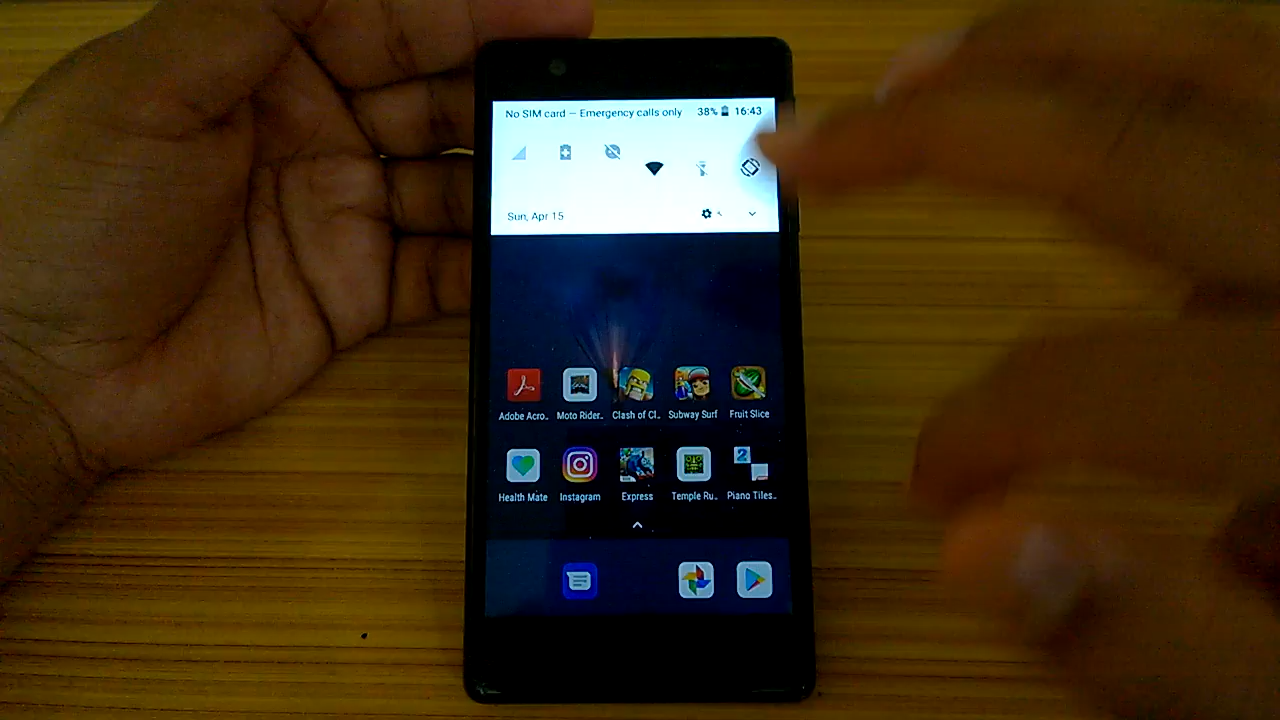 No SIM card — Emergency calls only 38% 16:43
Sun, Apr 15
Adobe Acro.. Moto Rider.. Clash of Cl.. Subway Surf Fruit Slice
2
Health Mate Instagram Express Temple Ru.. Piano Tiles..